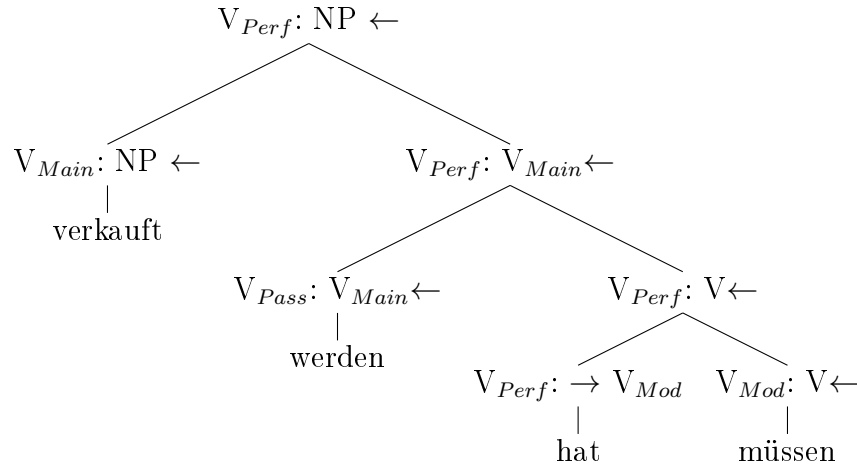 V_Perf: NP ←
V_Main: NP ← V_Perf: V_Main←
verkauft
V_Pass: V_Main← V_Perf: V←
werden
V_Perf: → V_Mod V_Mod: V←
hat müssen